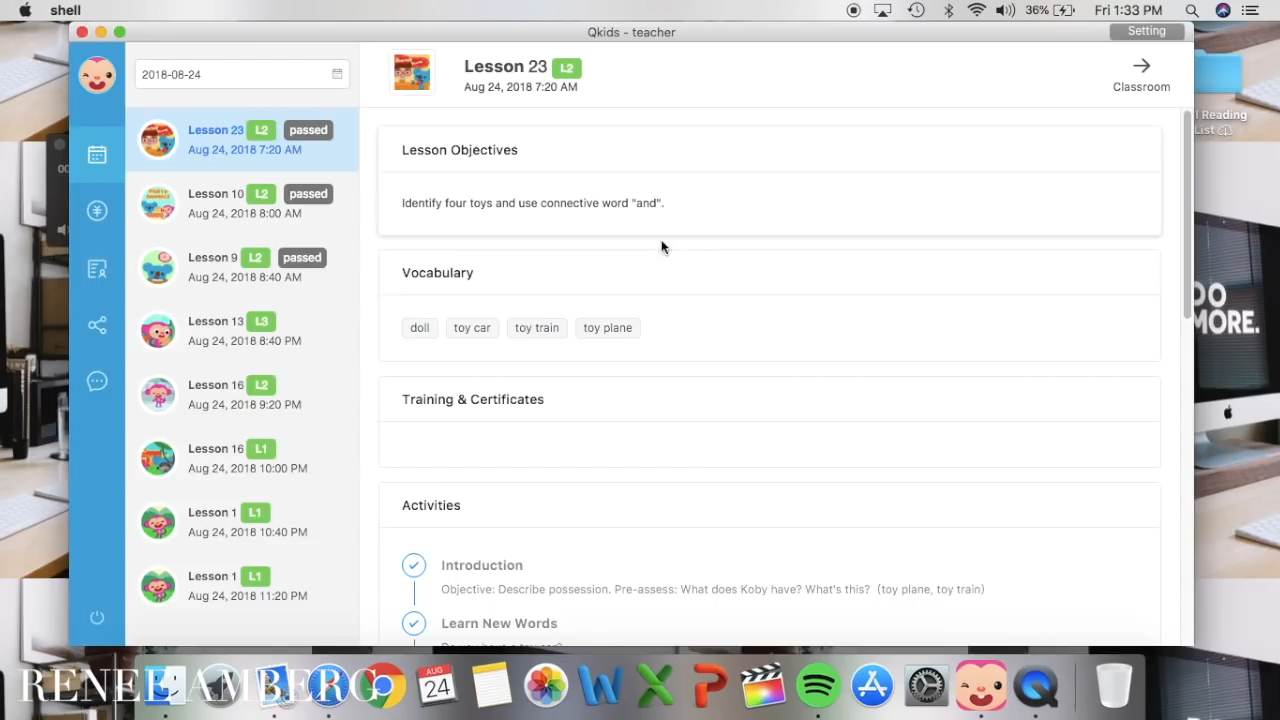 shell
36%
Fri 1:33 PM
Qkids - teacher
Setting
2018-08-24
Lesson 23 L2
Aug 24, 2018 7:20 AM
Classroom
Lesson 23 L2 passed
Aug 24, 2018 7:20 AM
Lesson 10 L2 passed
Aug 24, 2018 8:00 AM
Lesson 9 L2 passed
Aug 24, 2018 8:40 AM
Lesson 13 L3
Aug 24, 2018 8:40 PM
Lesson 16 L2
Aug 24, 2018 9:20 PM
Lesson 16 L1
Aug 24, 2018 10:00 PM
Lesson 1 L1
Aug 24, 2018 10:40 PM
Lesson 1 L1
Aug 24, 2018 11:20 PM
Lesson Objectives
Identify four toys and use connective word "and".
Vocabulary
doll toy car toy train toy plane
Training & Certificates
Activities
Introduction
Objective: Describe possession. Pre-assess: What does Koby have? What's this? (toy plane, toy train)
Learn New Words
Reading
List
DO
MORE.
00
AUG
24